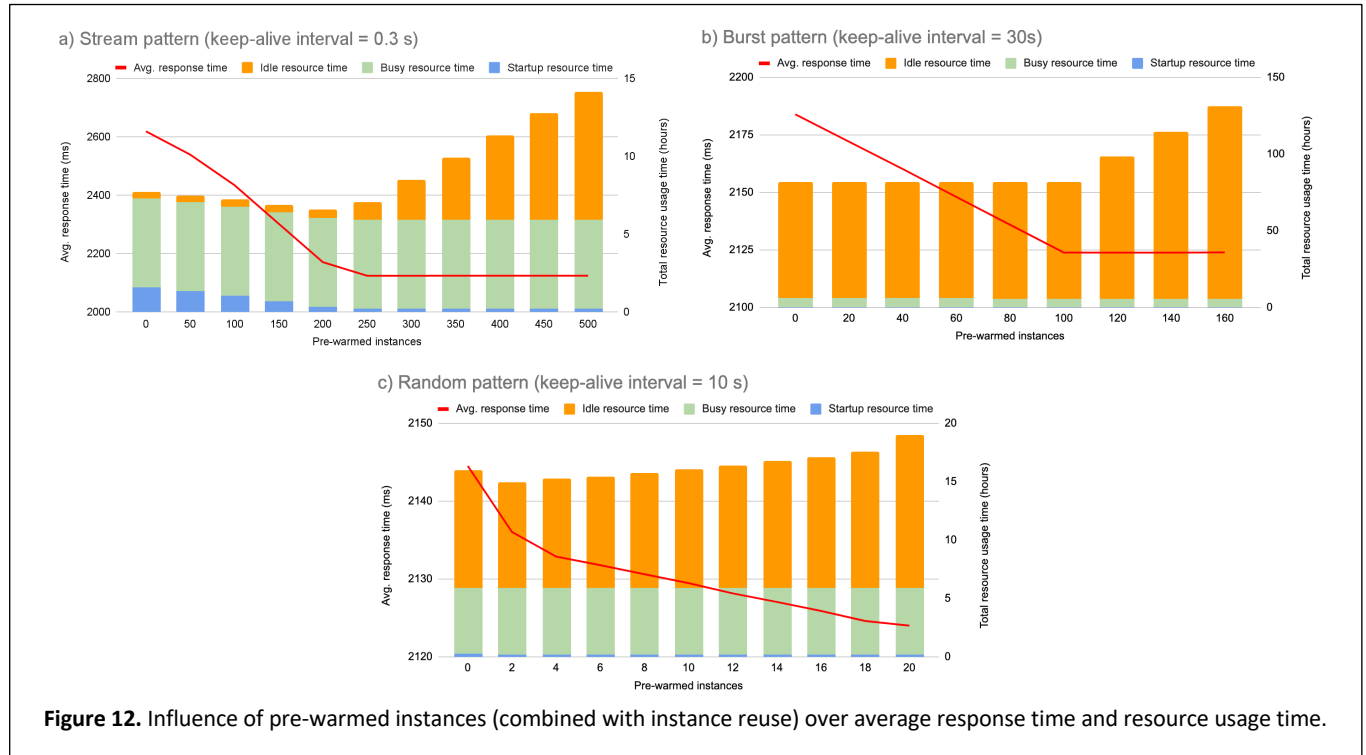 a) Stream pattern (keep-alive interval = 0.3 s)
Avg. response time Idle resource time Busy resource time Startup resource time
2800
2600
2400
2200
2000
Avg. response time (ms)
15
10
5
0
Total resource usage time (hours)
0 50 100 150 200 250 300 350 400 450 500
Pre-warmed instances
b) Burst pattern (keep-alive interval = 30s)
Avg. response time Idle resource time Busy resource time Startup resource time
2200
2175
2150
2125
2100
Avg. response time (ms)
150
100
50
0
Total resource usage time (hours)
0 20 40 60 80 100 120 140 160
Pre-warmed instances
c) Random pattern (keep-alive interval = 10 s)
Avg. response time Idle resource time Busy resource time Startup resource time
2150
2140
2130
2120
Avg. response time (ms)
20
15
10
5
0
Total resource usage time (hours)
0 2 4 6 8 10 12 14 16 18 20
Pre-warmed instances
Figure 12. Influence of pre-warmed instances (combined with instance reuse) over average response time and resource usage time.